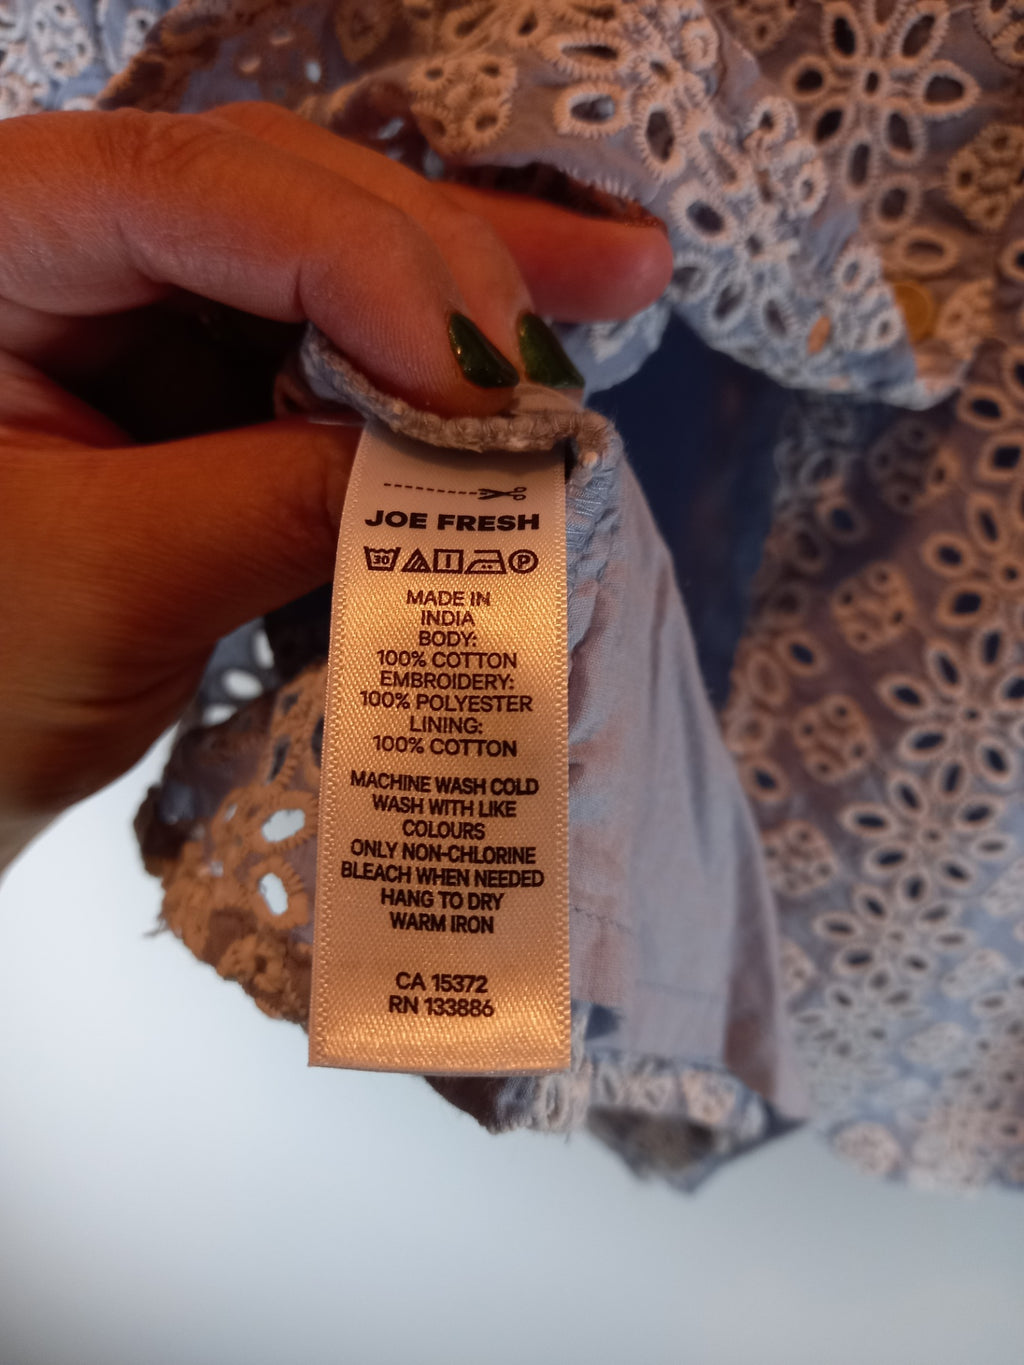 JOE FRESH
30 P
MADE IN
INDIA
BODY:
100% COTTON
EMBROIDERY:
100% POLYESTER
LINING:
100% COTTON
MACHINE WASH COLD
WASH WITH LIKE
COLOURS
ONLY NON-CHLORINE
BLEACH WHEN NEEDED
HANG TO DRY
WARM IRON
CA 15372
RN 133886